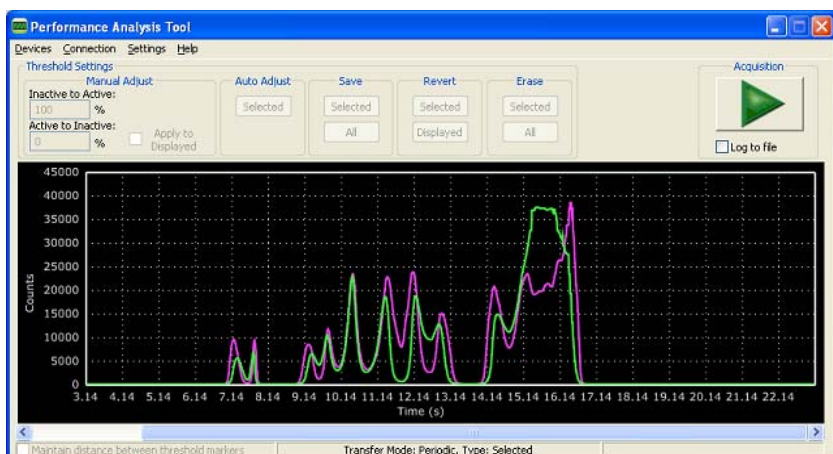 Performance Analysis Tool
Devices Connection Settings Help
Threshold Settings
Manual Adjust
Inactive to Active:
100 %
Active to Inactive:
0 %
Apply to
Displayed
Auto Adjust
Selected
Save
Selected
All
Revert
Selected
Displayed
Erase
Selected
All
Acquisition
Log to file
45000
40000
35000
30000
25000
20000
15000
10000
5000
0
Counts
3.14 4.14 5.14 6.14 7.14 8.14 9.14 10.14 11.14 12.14 13.14 14.14 15.14 16.14 17.14 18.14 19.14 20.14 21.14 22.14
Time (s)
Maintain distance between threshold markers
Transfer Mode: Periodic, Type: Selected